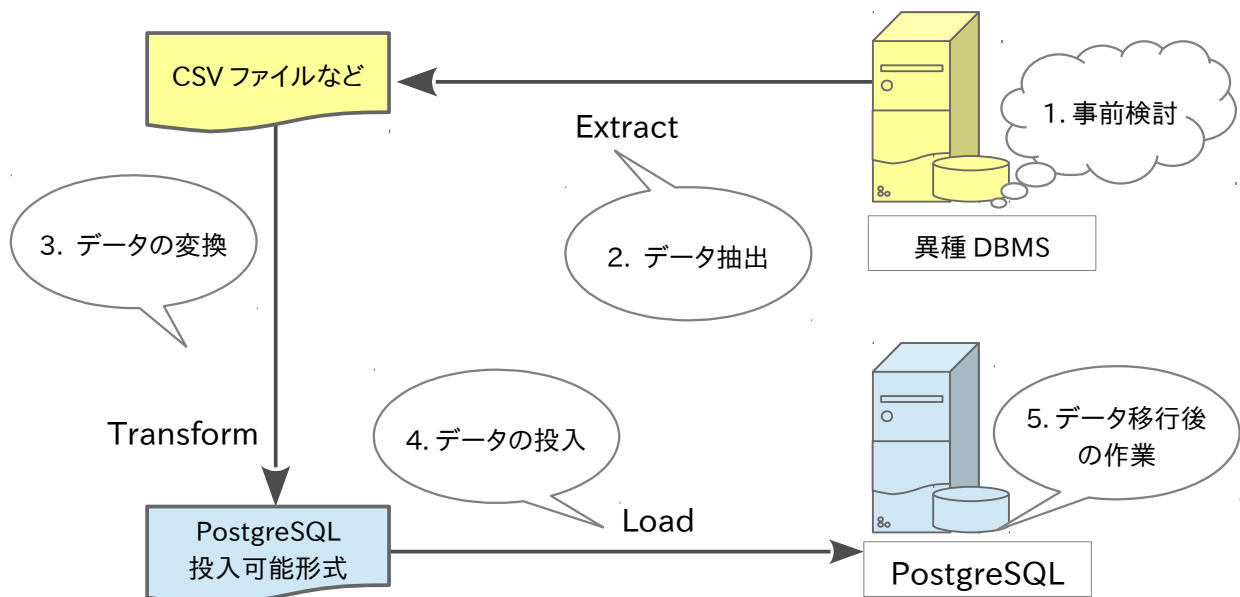 CSV ファイルなど
1. 事前検討
Extract
2. データ抽出
異種 DBMS
3. データの変換
Transform
4. データの投入
Load
5. データ移行後
の作業
PostgreSQL
投入可能形式
PostgreSQL